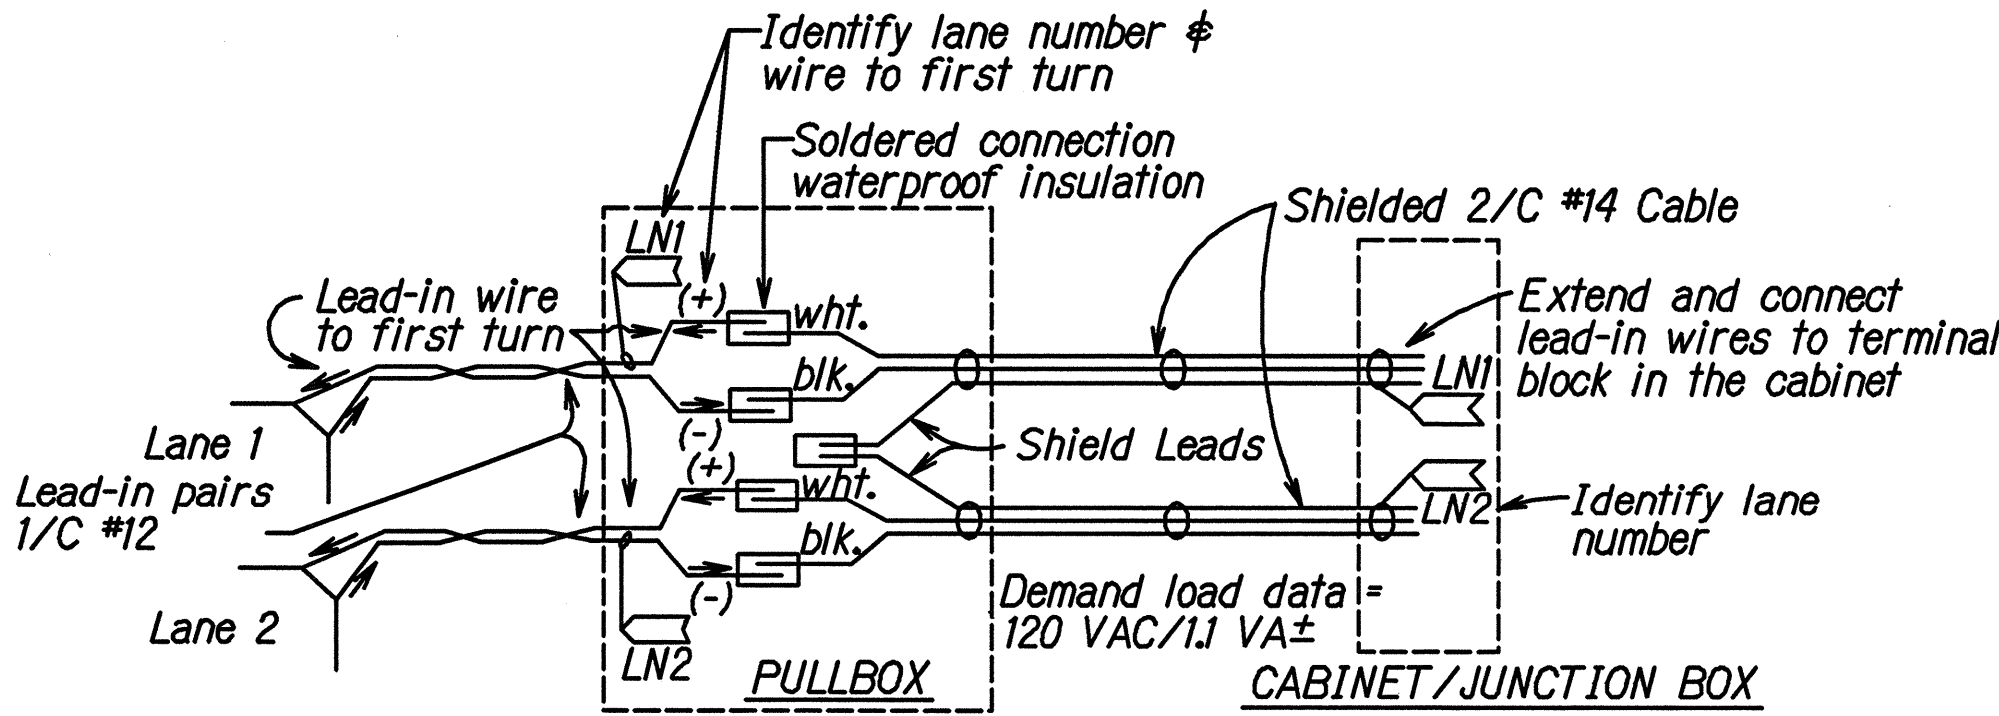 Identify lane number &
wire to first turn
Soldered connection
waterproof insulation
Shielded 2/C #14 Cable
LN1
Lead-in wire
to first turn
(+)
wht.
Extend and connect
lead-in wires to terminal
block in the cabinet
blk.
LN1
Lane 1
(-)
Shield Leads
(+)
Lead-in pairs
1/C #12
wht.
LN2
Identify lane
number
blk.
(-)
Demand load data =
120 VAC/1.1 VA±
Lane 2
LN2
PULLBOX
CABINET/JUNCTION BOX